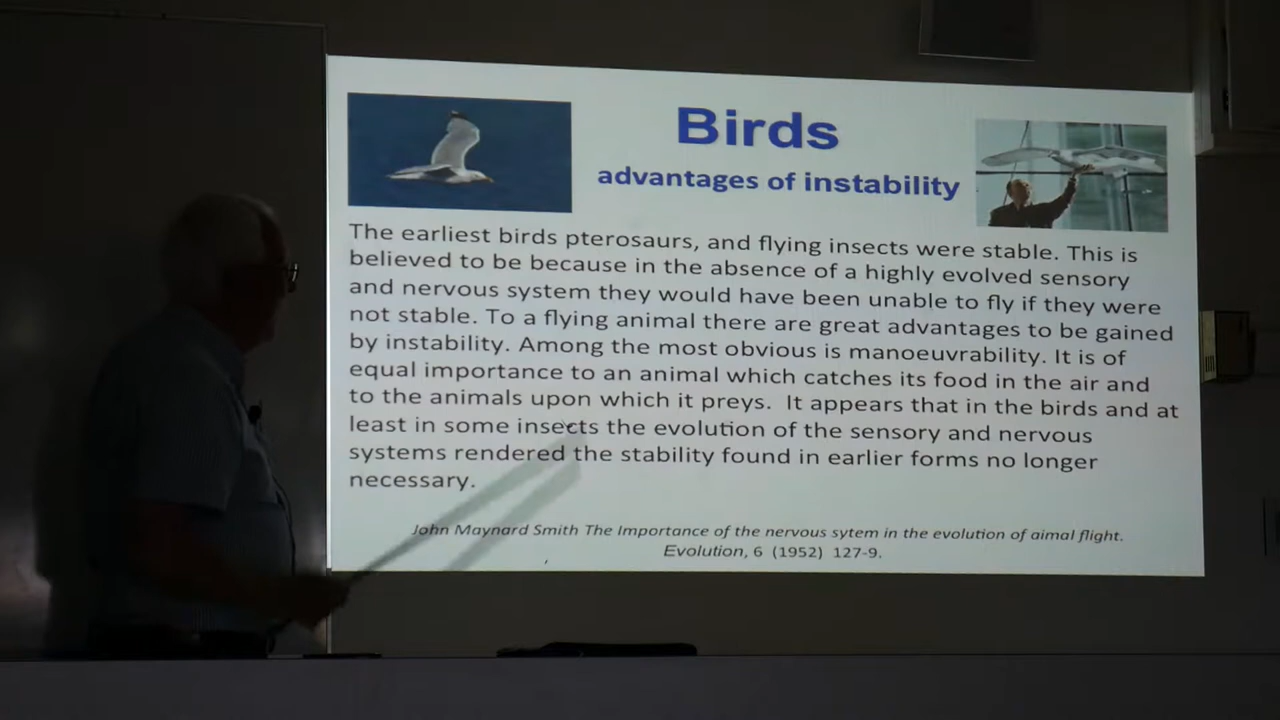 Birds
advantages of instability
The earliest birds pterosaurs, and flying insects were stable. This is
believed to be because in the absence of a highly evolved sensory
and nervous system they would have been unable to fly if they were
not stable. To a flying animal there are great advantages to be gained
by instability. Among the most obvious is manoeuvrability. It is of
equal importance to an animal which catches its food in the air and
to the animals upon which it preys. It appears that in the birds and at
least in some insects the evolution of the sensory and nervous
systems rendered the stability found in earlier forms no longer
necessary.
John Maynard Smith The Importance of the nervous sytem in the evolution of aimal flight.
Evolution, 6 (1952) 127-9.